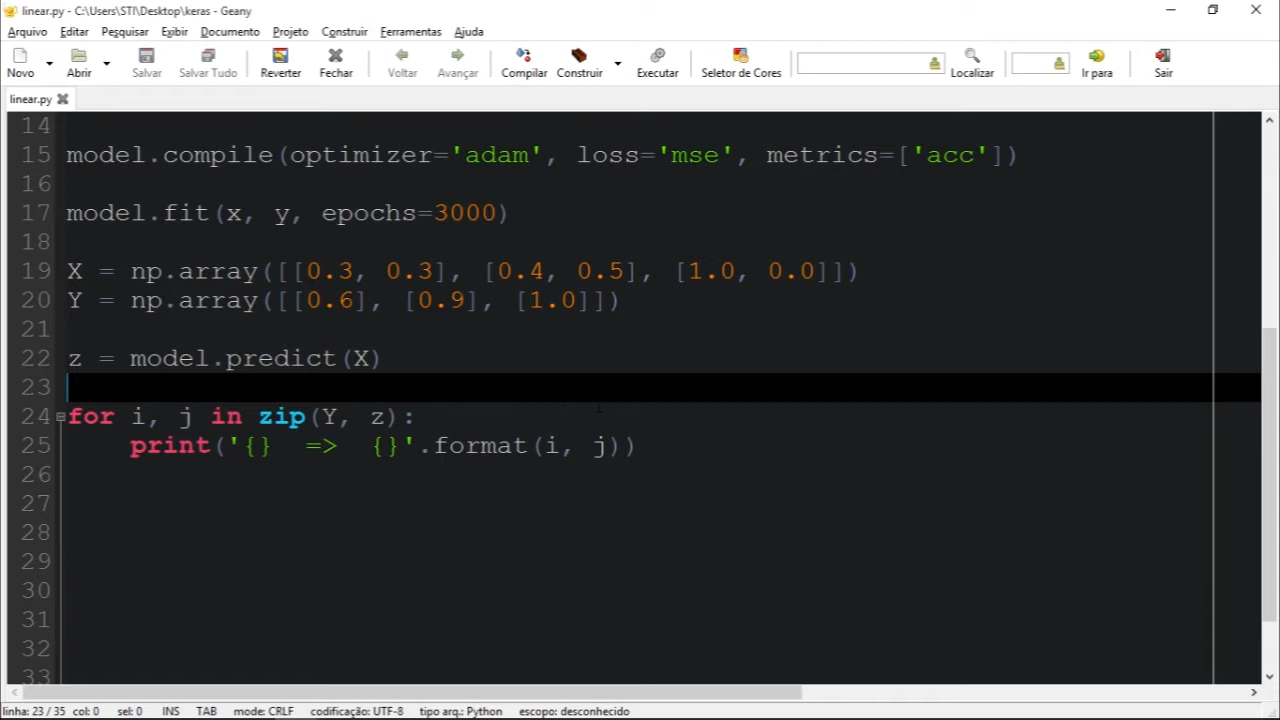 linear.py - C:\Users\STI\Desktop\keras - Geany
Arquivo Editar Pesquisar Exibir Documento Projeto Construir Ferramentas Ajuda
Novo Abrir Salvar Salvar Tudo Reverter Fechar Voltar Avançar Compilar Construir Executar Seletor de Cores Localizar Ir para Sair
linear.py
14
15 model.compile(optimizer='adam', loss='mse', metrics=['acc'])
16
17 model.fit(x, y, epochs=3000)
18
19 X = np.array([[0.3, 0.3], [0.4, 0.5], [1.0, 0.0]])
20 Y = np.array([[0.6], [0.9], [1.0]])
21
22 z = model.predict(X)
23
24 for i, j in zip(Y, z):
25     print('{}  =>  {}'.format(i, j))
26
27
28
29
30
31
32
33
linha: 23 / 35 col: 0 sel: 0 INS TAB mode: CRLF codificação: UTF-8 tipo arq.: Python escopo: desconhecido